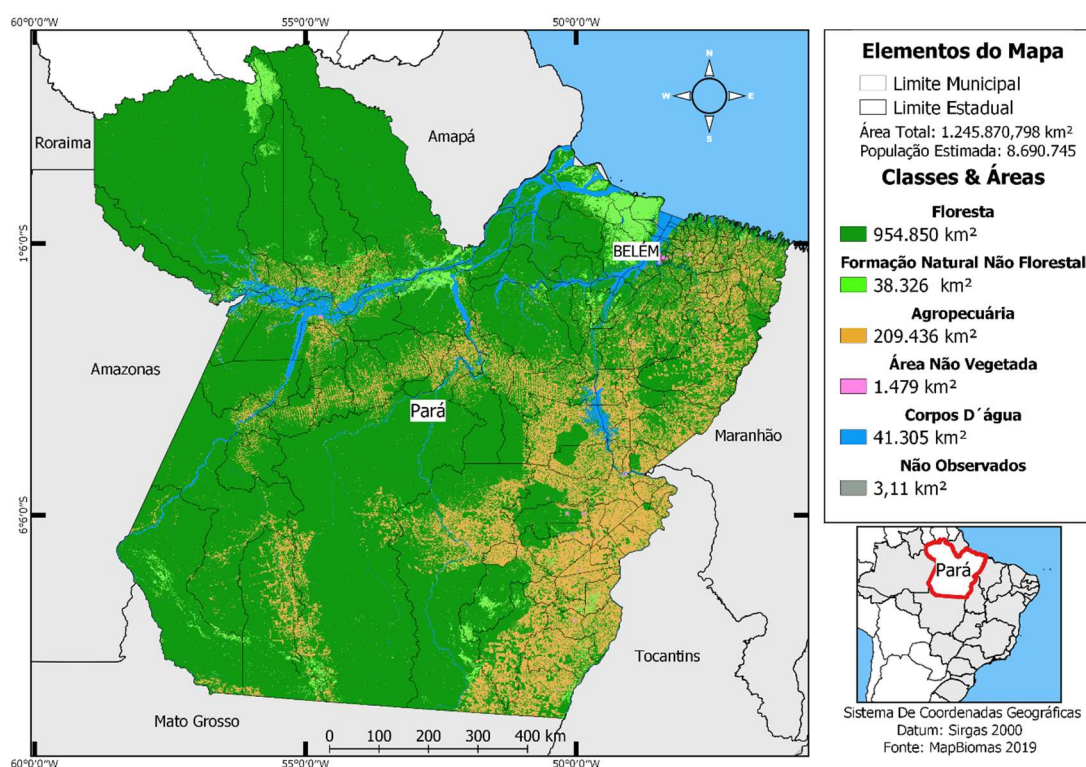 60°0.0'W
55°0.0'W
50°0.0'W
1°6.0'S
6°6.0'S
N
W
E
S
Roraima
Amapá
BELÉM
Amazonas
Pará
Maranhão
Tocantins
Mato Grosso
0 100 200 300 400 km
60°0.0'W
55°0.0'W
50°0.0'W
Elementos do Mapa
Limite Municipal
Limite Estadual
Área Total: 1.245.870,798 km²
População Estimada: 8.690.745
Classes & Áreas
Floresta
954.850 km²
Formação Natural Não Florestal
38.326 km²
Agropecuária
209.436 km²
Área Não Vegetada
1.479 km²
Corpos D´água
41.305 km²
Não Observados
3,11 km²
Pará
Sistema De Coordenadas Geográficas
Datum: Sirgas 2000
Fonte: MapBiomas 2019